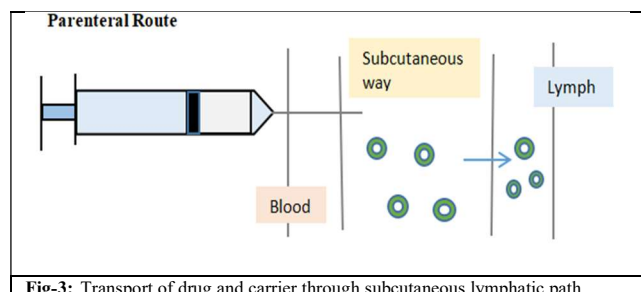 Parenteral Route
Subcutaneous
way
Lymph
Blood
Fig-3: Transport of drug and carrier through subcutaneous lymphatic path